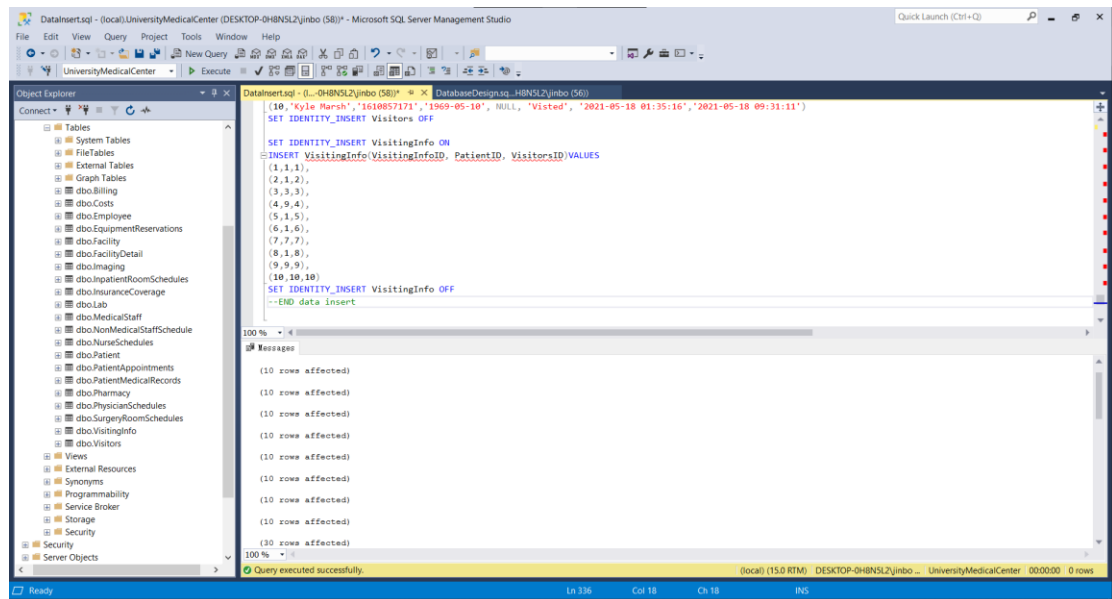 DataInsert.sql - (local).UniversityMedicalCenter (DESKTOP-0H8N5L2\jinbo (58))* - Microsoft SQL Server Management Studio
Quick Launch (Ctrl+Q)
File Edit View Query Project Tools Window Help
New Query
UniversityMedicalCenter
Execute
Object Explorer
Connect
Tables
System Tables
FileTables
External Tables
Graph Tables
dbo.Billing
dbo.Costs
dbo.Employee
dbo.EquipmentReservations
dbo.Facility
dbo.FacilityDetail
dbo.Imaging
dbo.InpatientRoomSchedules
dbo.InsuranceCoverage
dbo.Lab
dbo.MedicalStaff
dbo.NonMedicalStaffSchedule
dbo.NurseSchedules
dbo.Patient
dbo.PatientAppointments
dbo.PatientMedicalRecords
dbo.Pharmacy
dbo.PhysicianSchedules
dbo.SurgeryRoomSchedules
dbo.VisitingInfo
dbo.Visitors
Views
External Resources
Synonyms
Programmability
Service Broker
Storage
Security
Security
Server Objects
DataInsert.sql - (l...-0H8N5L2\jinbo (58))* DatabaseDesign.sq...H8N5L2\jinbo (56))
(10,'Kyle Marsh','1610857171','1969-05-10', NULL, 'Visted', '2021-05-18 01:35:16','2021-05-18 09:31:11')
SET IDENTITY_INSERT Visitors OFF
SET IDENTITY_INSERT VisitingInfo ON
INSERT VisitingInfo(VisitingInfoID, PatientID, VisitorsID)VALUES
(1,1,1),
(2,1,2),
(3,3,3),
(4,9,4),
(5,1,5),
(6,1,6),
(7,7,7),
(8,1,8),
(9,9,9),
(10,10,10)
SET IDENTITY_INSERT VisitingInfo OFF
--END data insert
100 %
Messages
(10 rows affected)
(10 rows affected)
(10 rows affected)
(10 rows affected)
(10 rows affected)
(10 rows affected)
(10 rows affected)
(10 rows affected)
(30 rows affected)
100 %
Query executed successfully.
(local) (15.0 RTM) DESKTOP-0H8N5L2\jinbo ... UniversityMedicalCenter 00:00:00 0 rows
Ready Ln 336 Col 18 Ch 18 INS